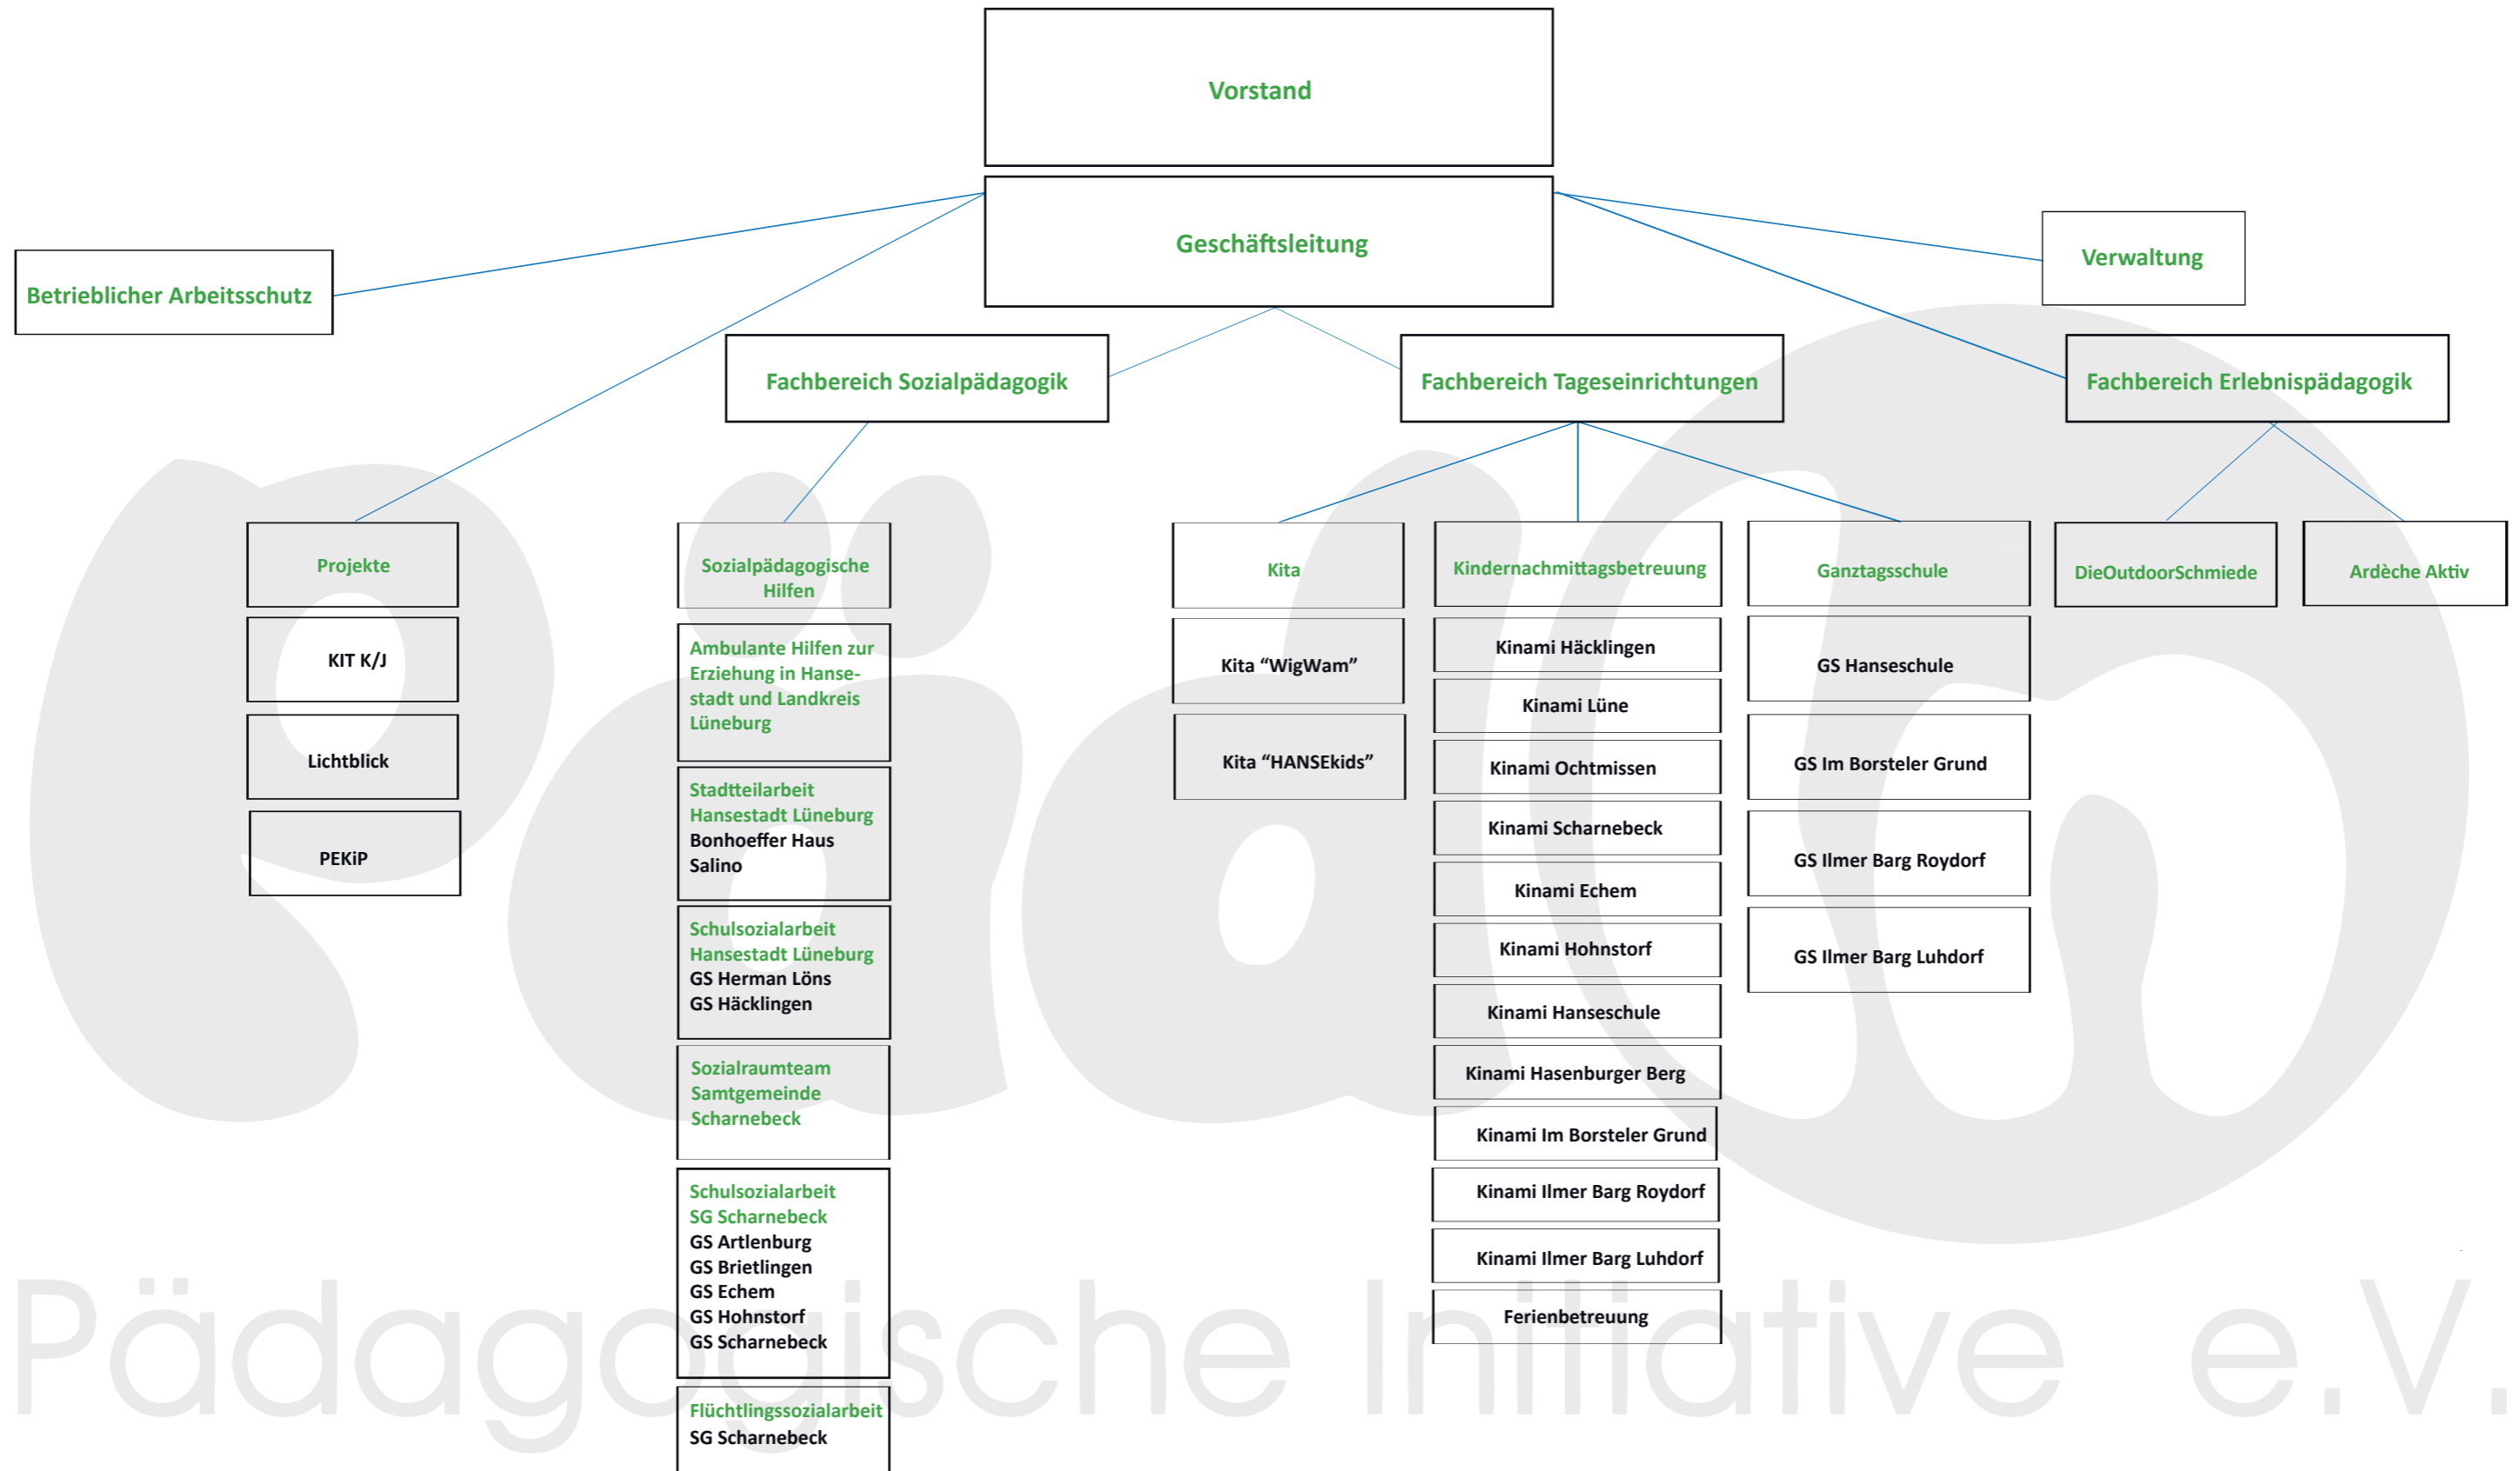 Vorstand
Geschäftsleitung
Betrieblicher Arbeitsschutz
Verwaltung
Fachbereich Sozialpädagogik
Fachbereich Tageseinrichtungen
Fachbereich Erlebnispädagogik
Projekte
KIT K/J
Lichtblick
PEKiP
Sozialpädagogische
Hilfen
Ambulante Hilfen zur
Erziehung in Hanse-
stadt und Landkreis
Lüneburg
Stadtteilarbeit
Hansestadt Lüneburg
Bonhoeffer Haus
Salino
Schulsozialarbeit
Hansestadt Lüneburg
GS Herman Löns
GS Häcklingen
Sozialraumteam
Samtgemeinde
Scharnebeck
Schulsozialarbeit
SG Scharnebeck
GS Artlenburg
GS Brietlingen
GS Echem
GS Hohnstorf
GS Scharnebeck
Flüchtlingssozialarbeit
SG Scharnebeck
Kita
Kita “WigWam”
Kita “HANSEkids”
Kindernachmittagsbetreuung
Kinami Häcklingen
Kinami Lüne
Kinami Ochtmissen
Kinami Scharnebeck
Kinami Echem
Kinami Hohnstorf
Kinami Hanseschule
Kinami Hasenburger Berg
Kinami Im Borsteler Grund
Kinami Ilmer Barg Roydorf
Kinami Ilmer Barg Luhdorf
Ferienbetreuung
Ganztagsschule
GS Hanseschule
GS Im Borsteler Grund
GS Ilmer Barg Roydorf
GS Ilmer Barg Luhdorf
DieOutdoorSchmiede
Ardèche Aktiv
PädIn
Pädagogische Initiative e.V.